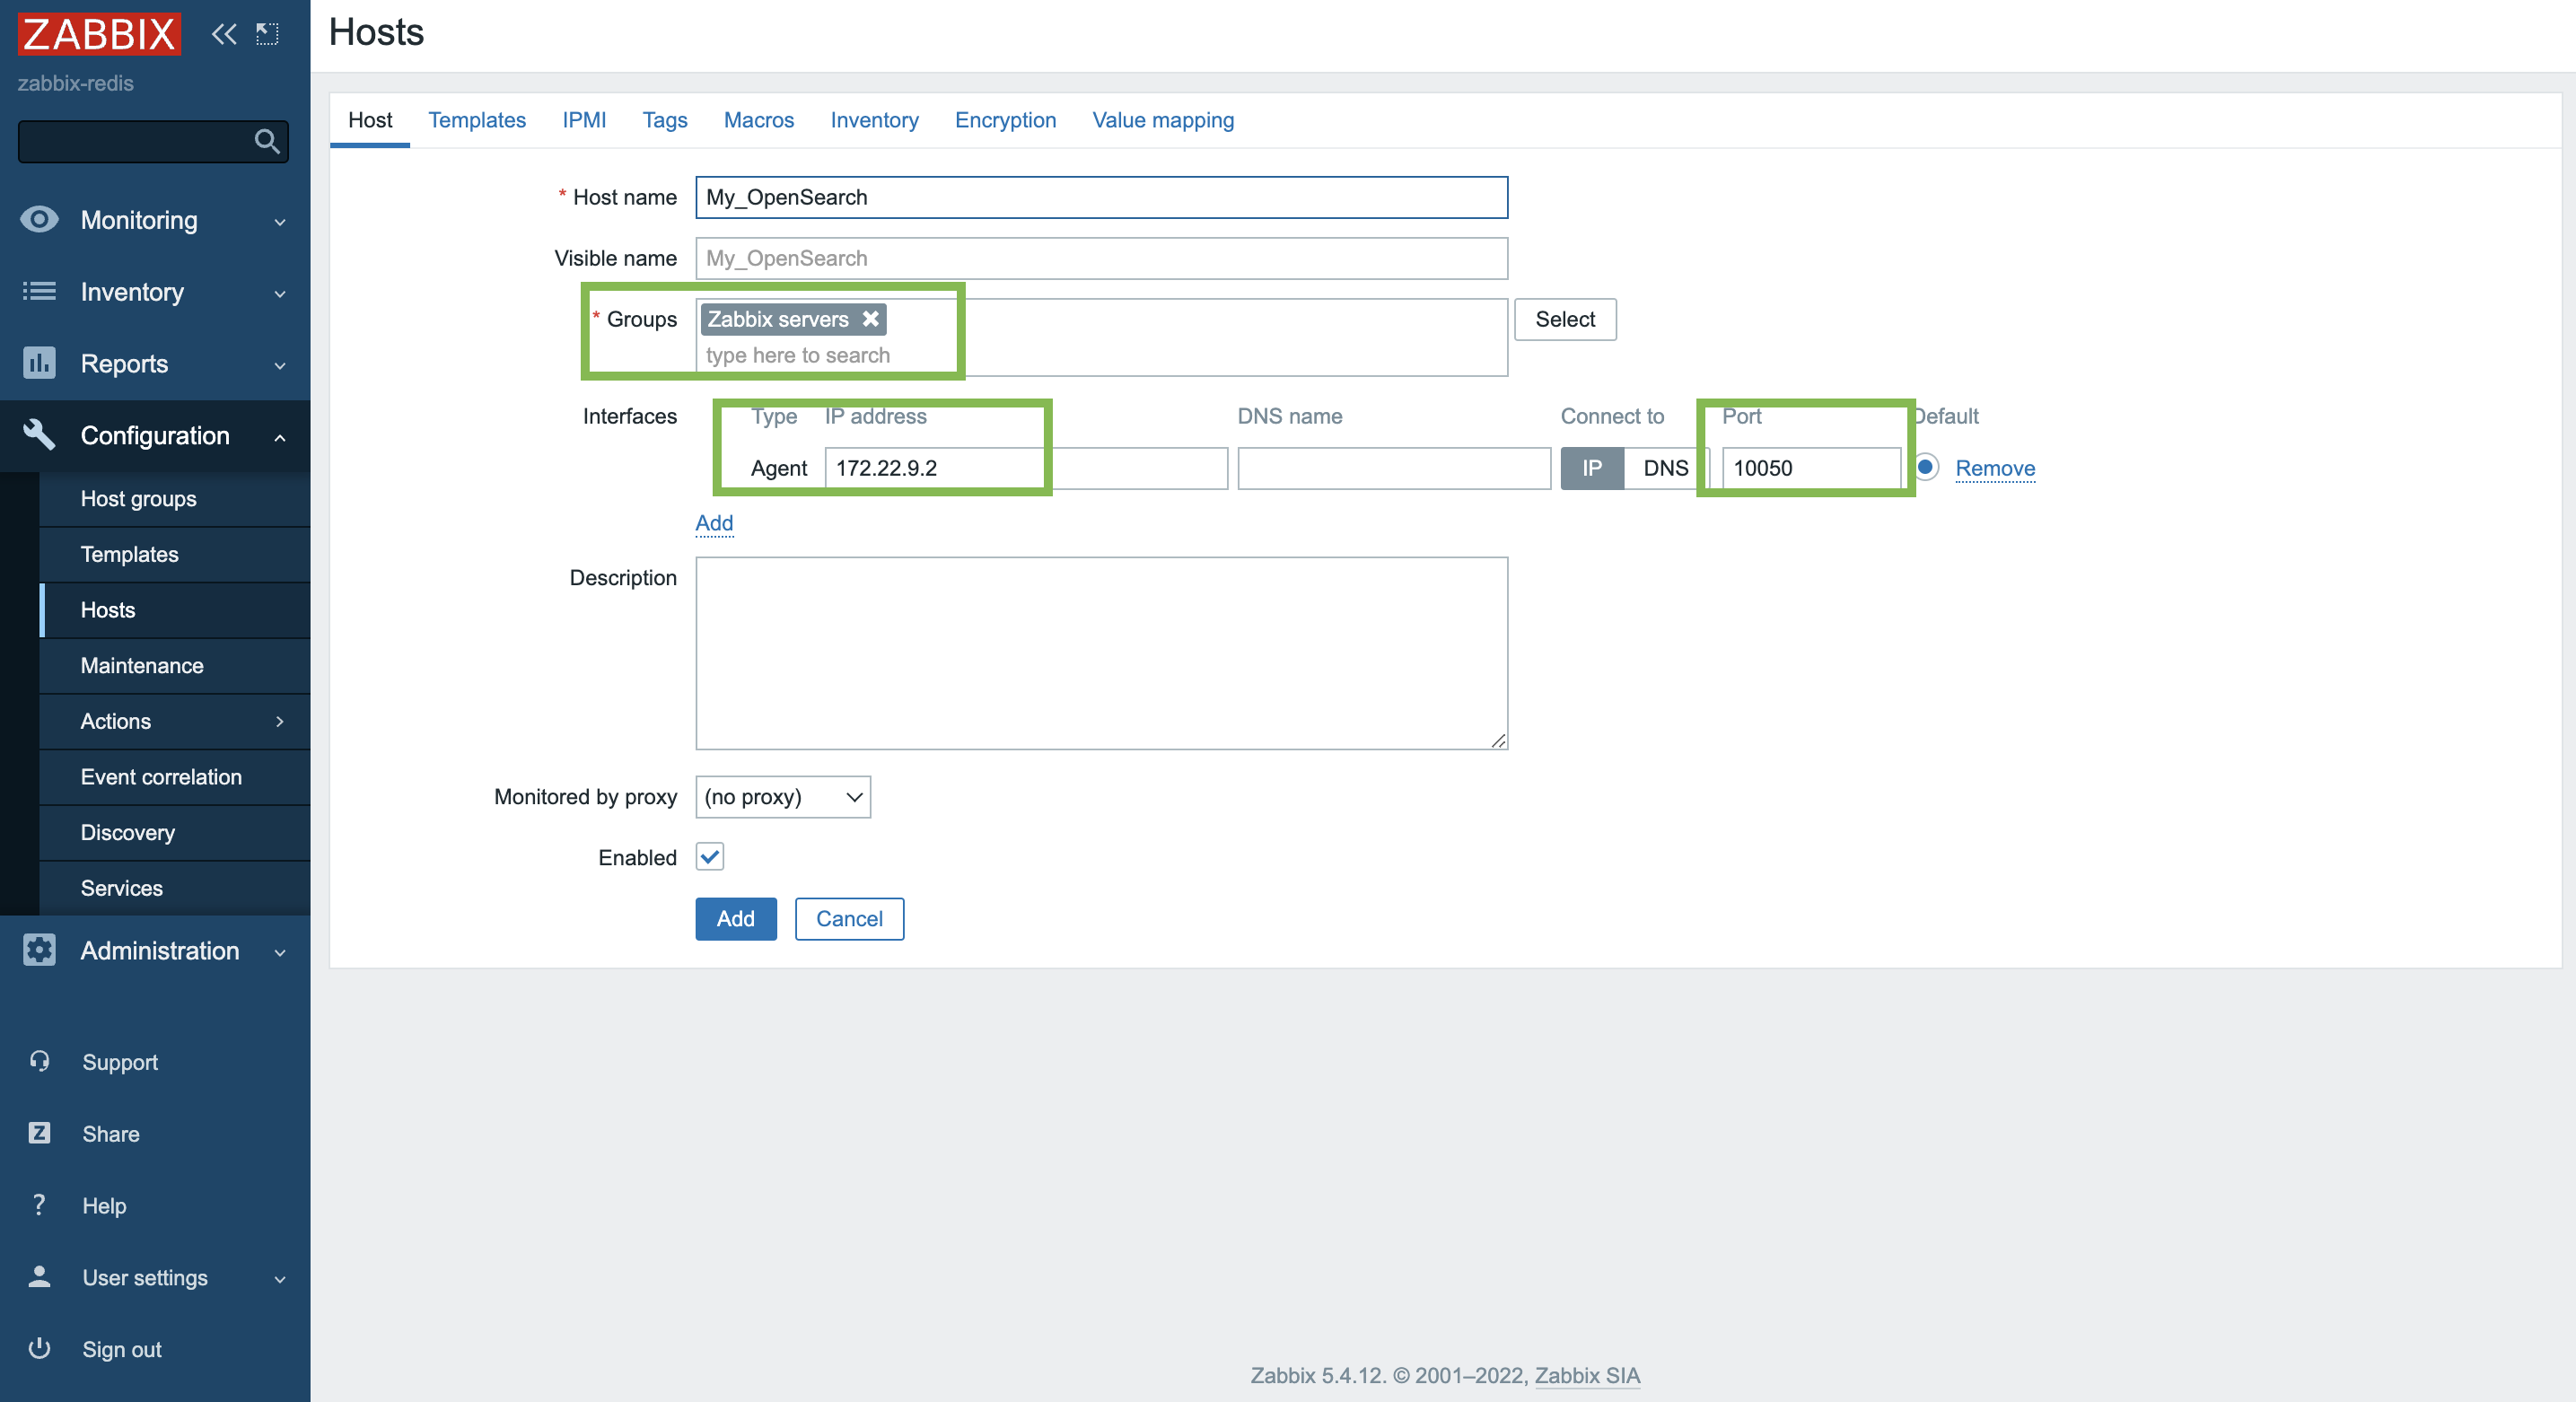 ZABBIX
zabbix-redis
Monitoring
Inventory
Reports
Configuration
Host groups
Templates
Hosts
Maintenance
Actions
Event correlation
Discovery
Services
Administration
Support
Z Share
? Help
User settings
Sign out
Hosts
Host Templates IPMI Tags Macros Inventory Encryption Value mapping
* Host name My_OpenSearch
Visible name My_OpenSearch
* Groups Zabbix servers Select
type here to search
Interfaces Type IP address DNS name Connect to Port Default
Agent 172.22.9.2 IP DNS 10050 Remove
Add
Description
Monitored by proxy (no proxy)
Enabled
Add Cancel
Zabbix 5.4.12. © 2001–2022, Zabbix SIA